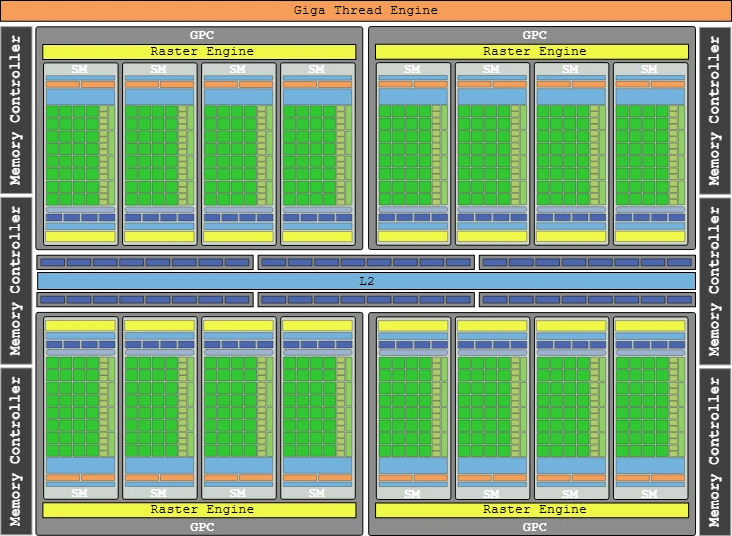 Giga Thread Engine
Memory Controller
Memory Controller
Memory Controller
GPC
Raster Engine
SM SM SM SM
GPC
Raster Engine
SM SM SM SM
Memory Controller
Memory Controller
Memory Controller
L2
SM SM SM SM
Raster Engine
GPC
SM SM SM SM
Raster Engine
GPC